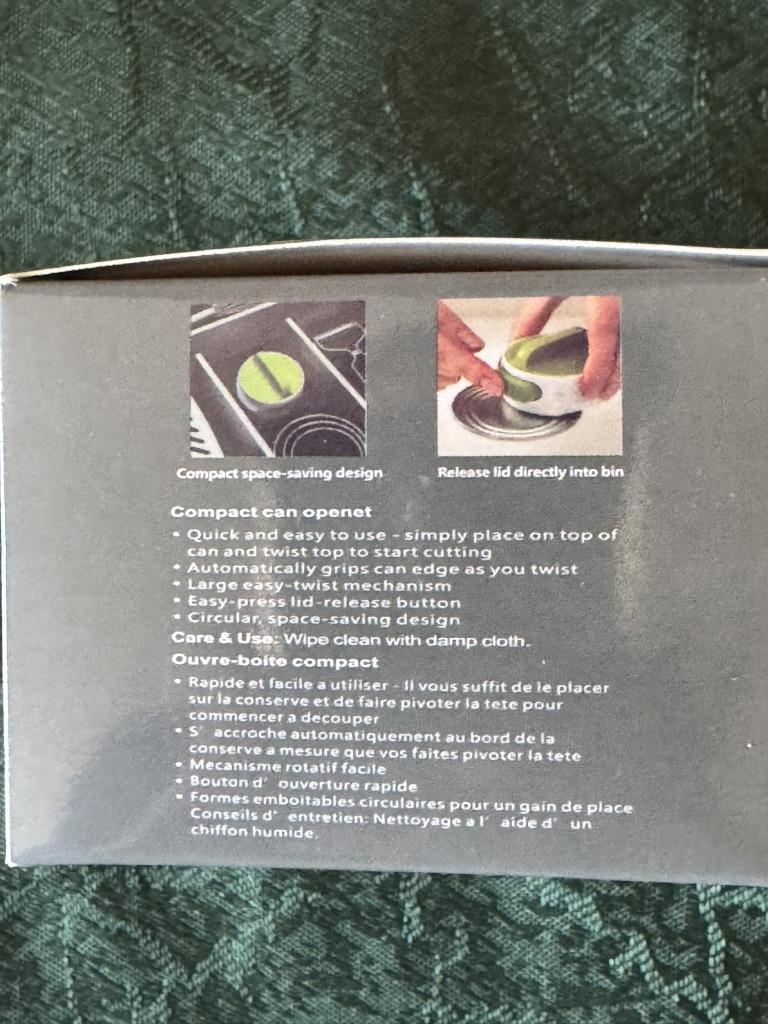 Compact space-saving design
Release lid directly into bin
Compact can openet
• Quick and easy to use - simply place on top of
can and twist top to start cutting
• Automatically grips can edge as you twist
• Large easy-twist mechanism
• Easy-press lid-release button
• Circular, space-saving design
Care & Use: Wipe clean with damp cloth.
Ouvre-boite compact
• Rapide et facile a utiliser - Il vous suffit de le placer
sur la conserve et de faire pivoter la tete pour
commencer a decouper
• S' accroche automatiquement au bord de la
conserve a mesure que vos faites pivoter la tete
• Mecanisme rotatif facile
• Bouton d' ouverture rapide
• Formes emboitables circulaires pour un gain de place
Conseils d' entretien: Nettoyage a l' aide d' un
chiffon humide.